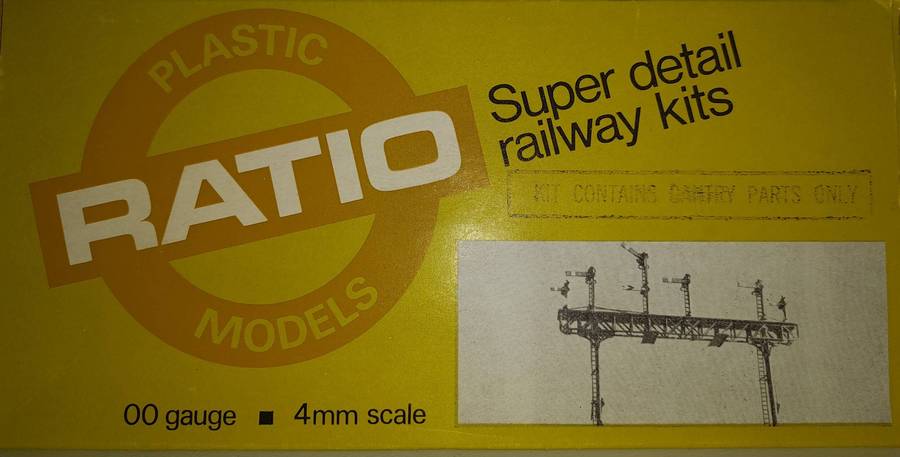 PLASTIC
RATIO
MODELS
Super detail
railway kits
KIT CONTAINS GANTRY PARTS ONLY
00 gauge ■ 4mm scale